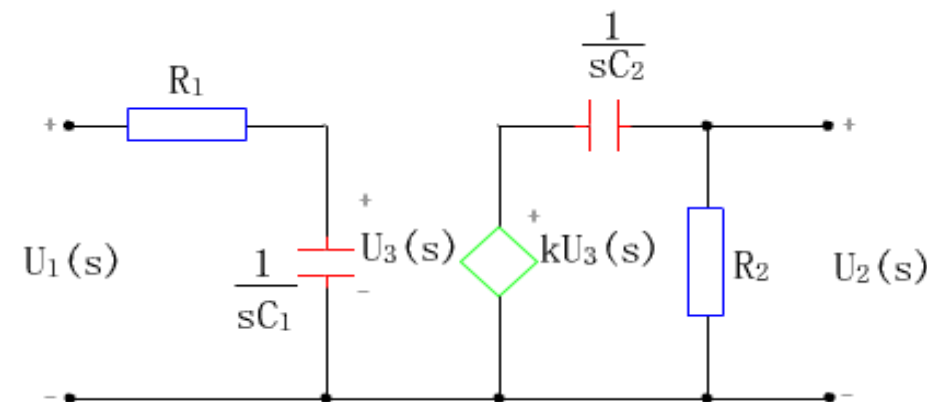 1
sC₂
R₁
+
+
+
+
U₁(s)
1
sC₁
U₃(s)
kU₃(s)
R₂
U₂(s)
−
−
−